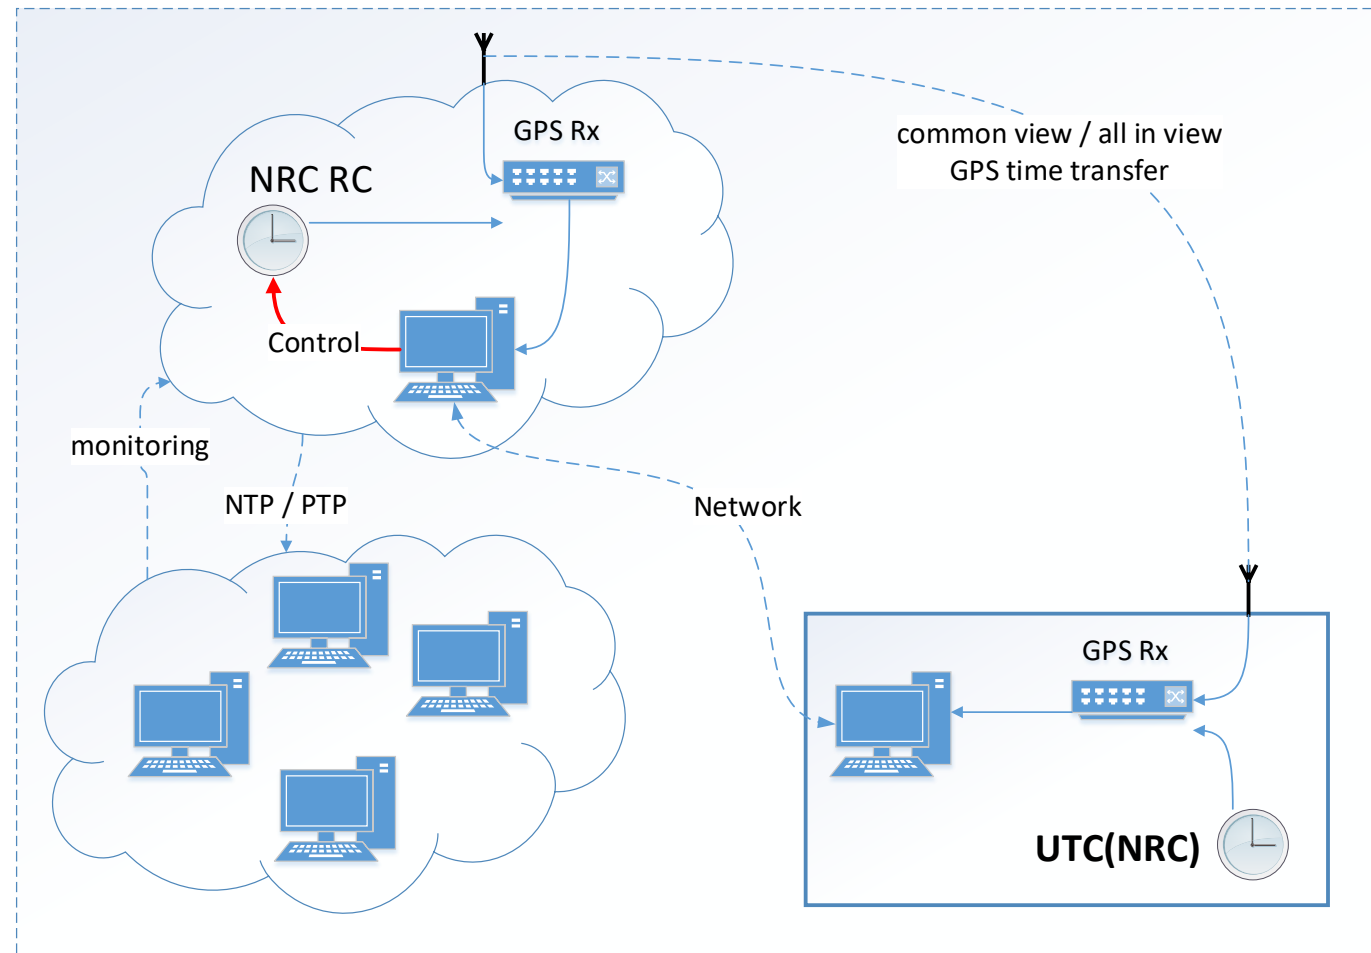 GPS Rx
common view / all in view
GPS time transfer
NRC RC
Control
monitoring
NTP / PTP
Network
GPS Rx
UTC(NRC)